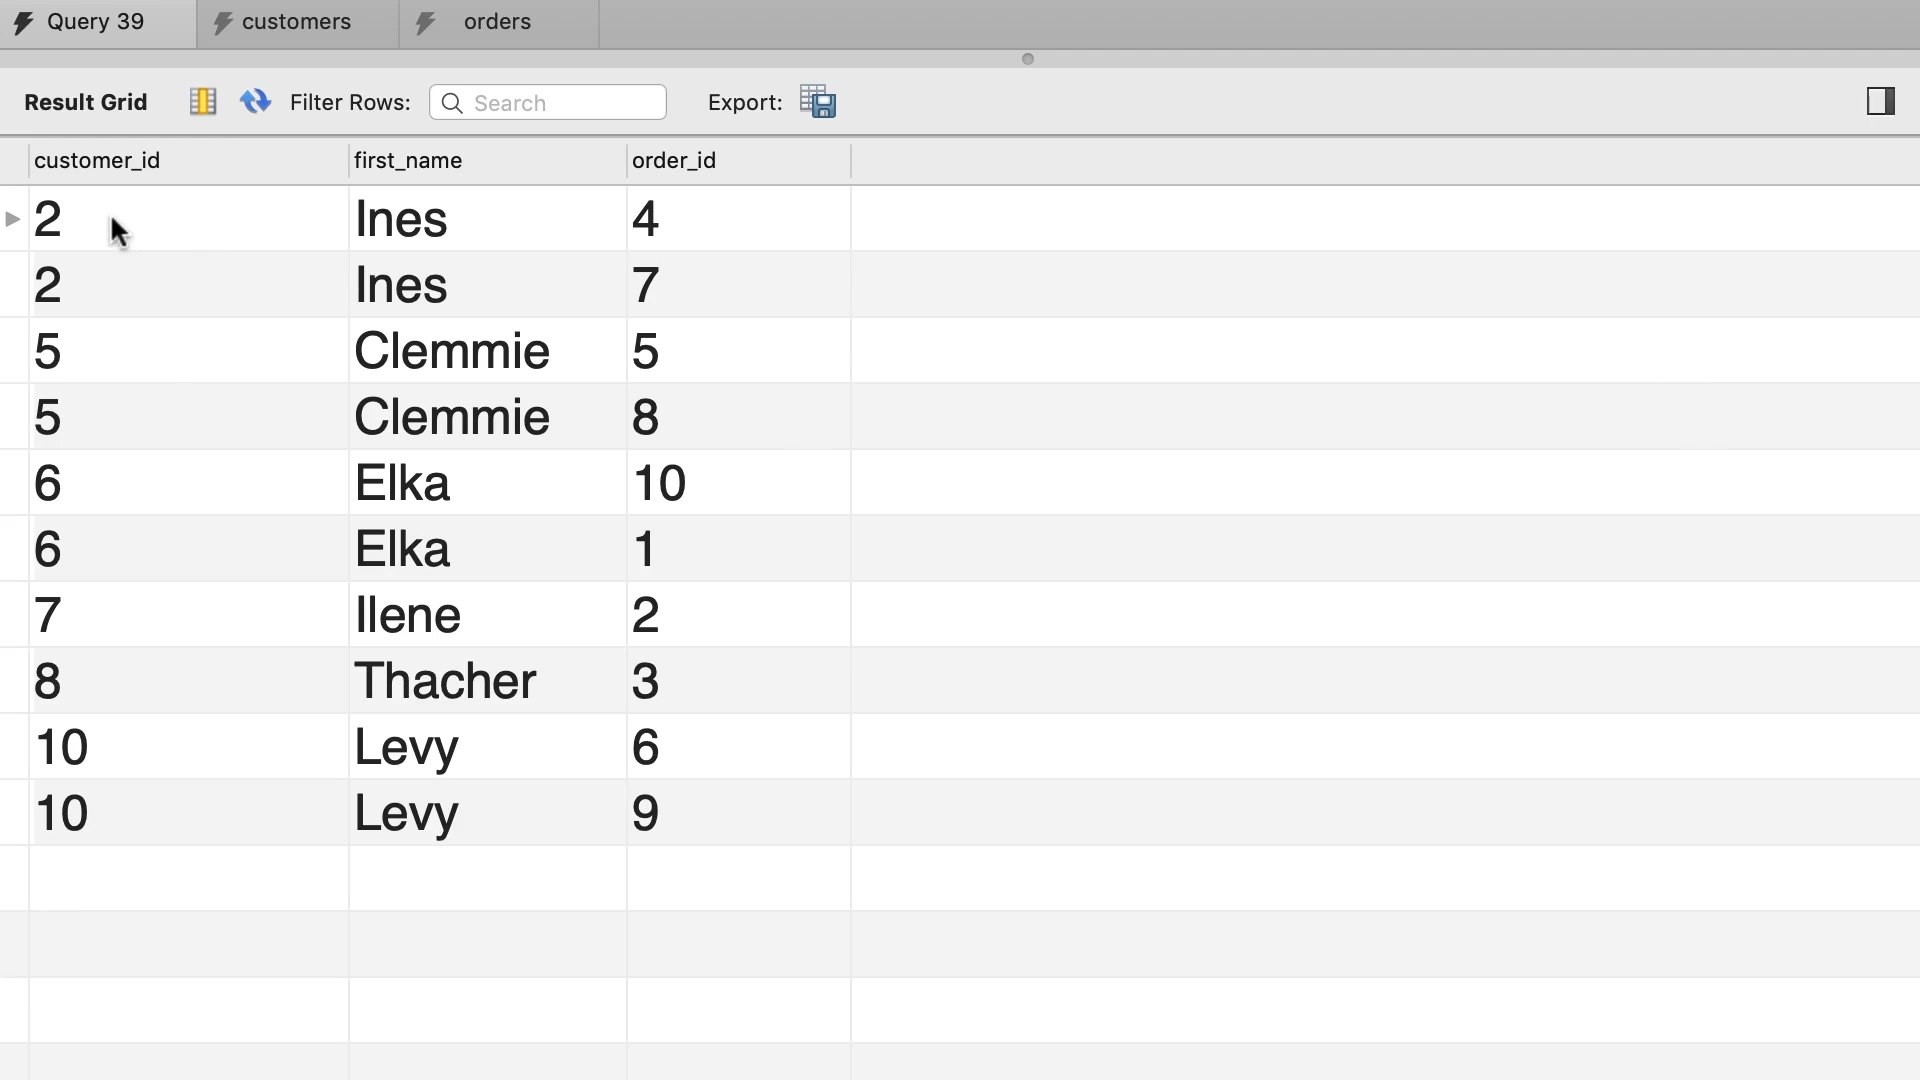 Query 39 customers orders
Result Grid Filter Rows: Search Export:
customer_id first_name order_id
2 Ines 4
2 Ines 7
5 Clemmie 5
5 Clemmie 8
6 Elka 10
6 Elka 1
7 Ilene 2
8 Thacher 3
10 Levy 6
10 Levy 9